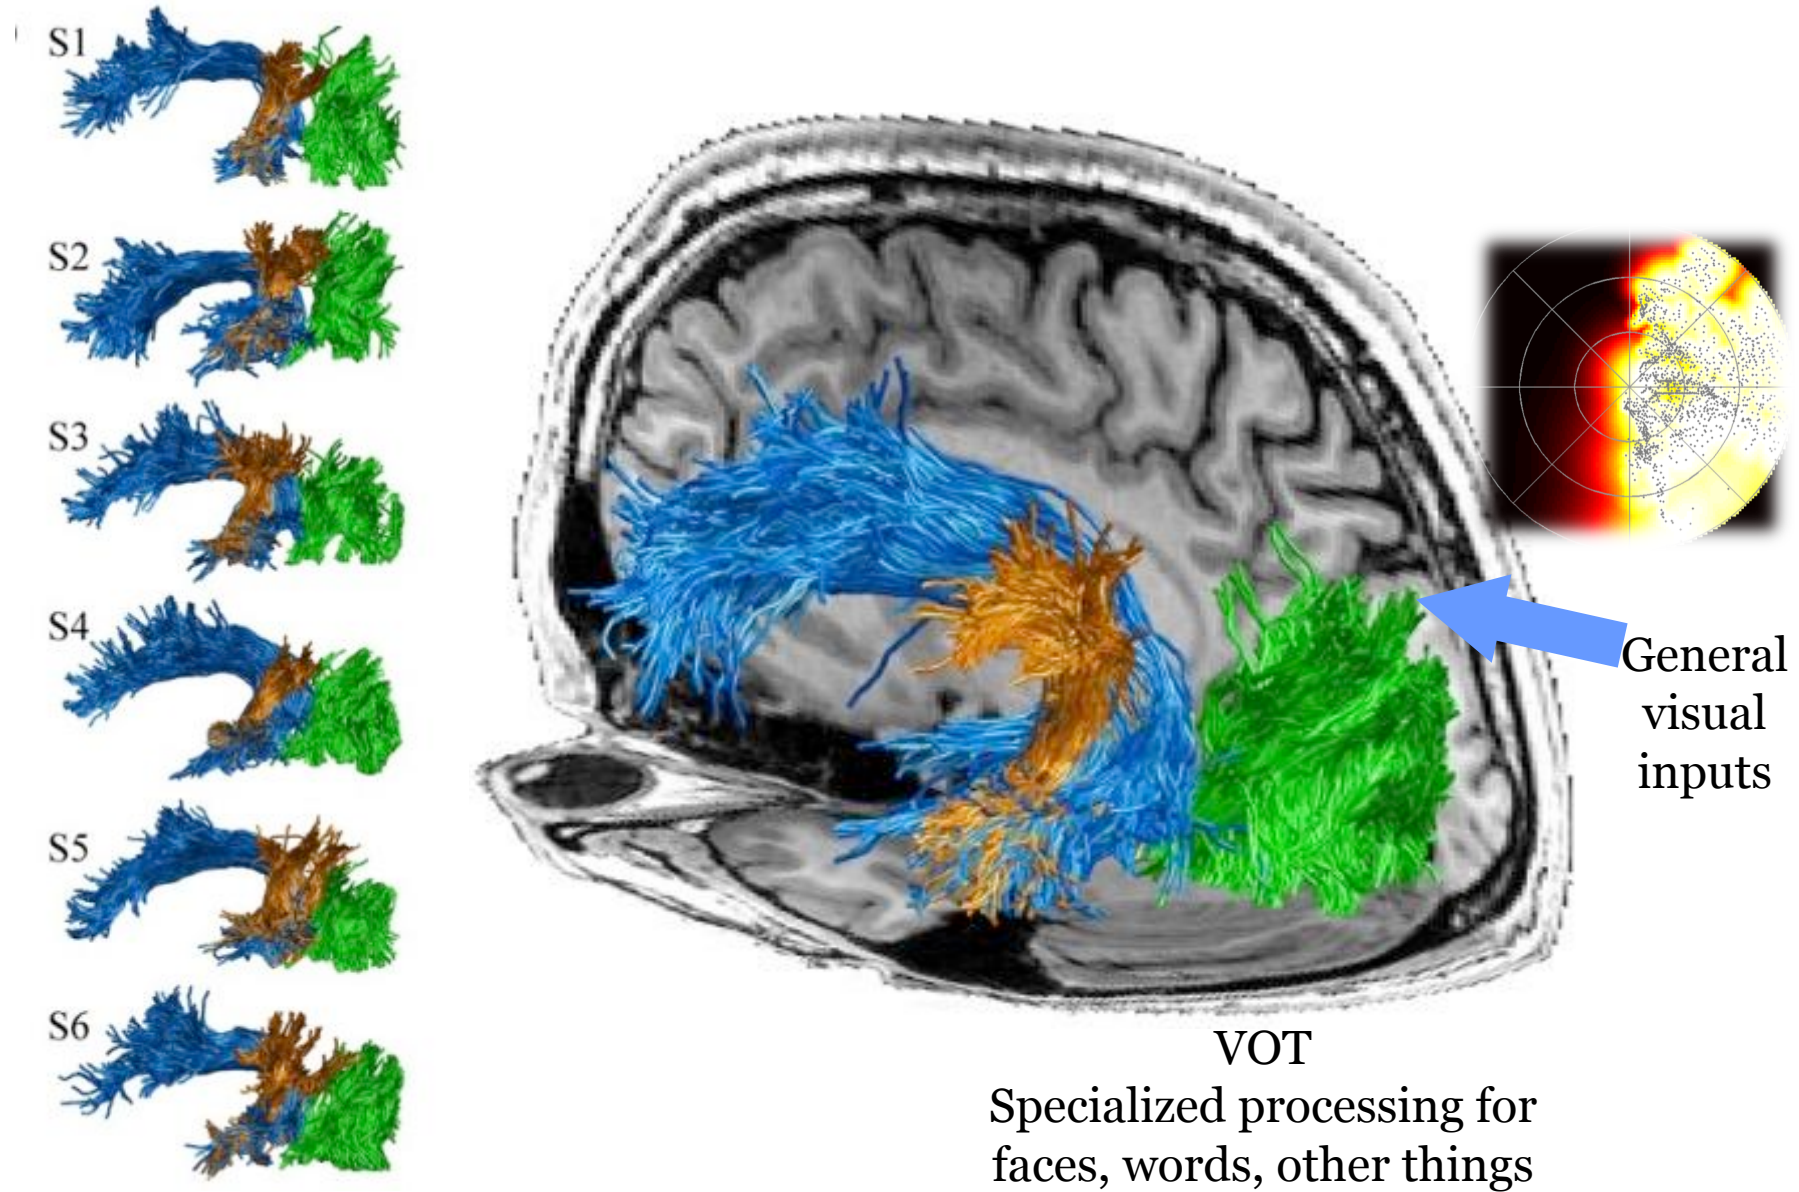 S1
S2
S3
S4
S5
S6
General
visual
inputs
VOT
Specialized processing for
faces, words, other things